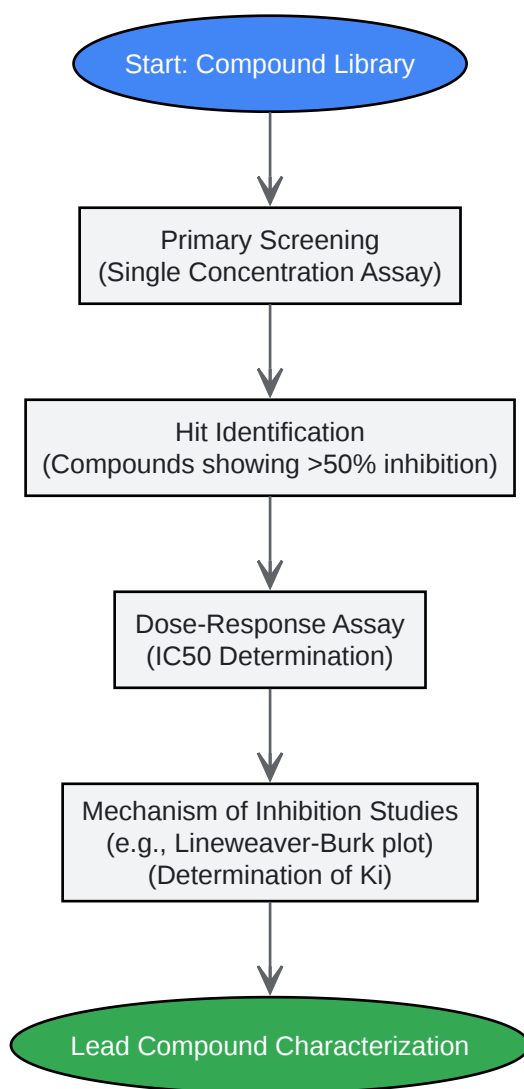 Start: Compound Library
Primary Screening
(Single Concentration Assay)
Hit Identification
(Compounds showing >50% inhibition)
Dose-Response Assay
(IC50 Determination)
Mechanism of Inhibition Studies
(e.g., Lineweaver-Burk plot)
(Determination of Ki)
Lead Compound Characterization